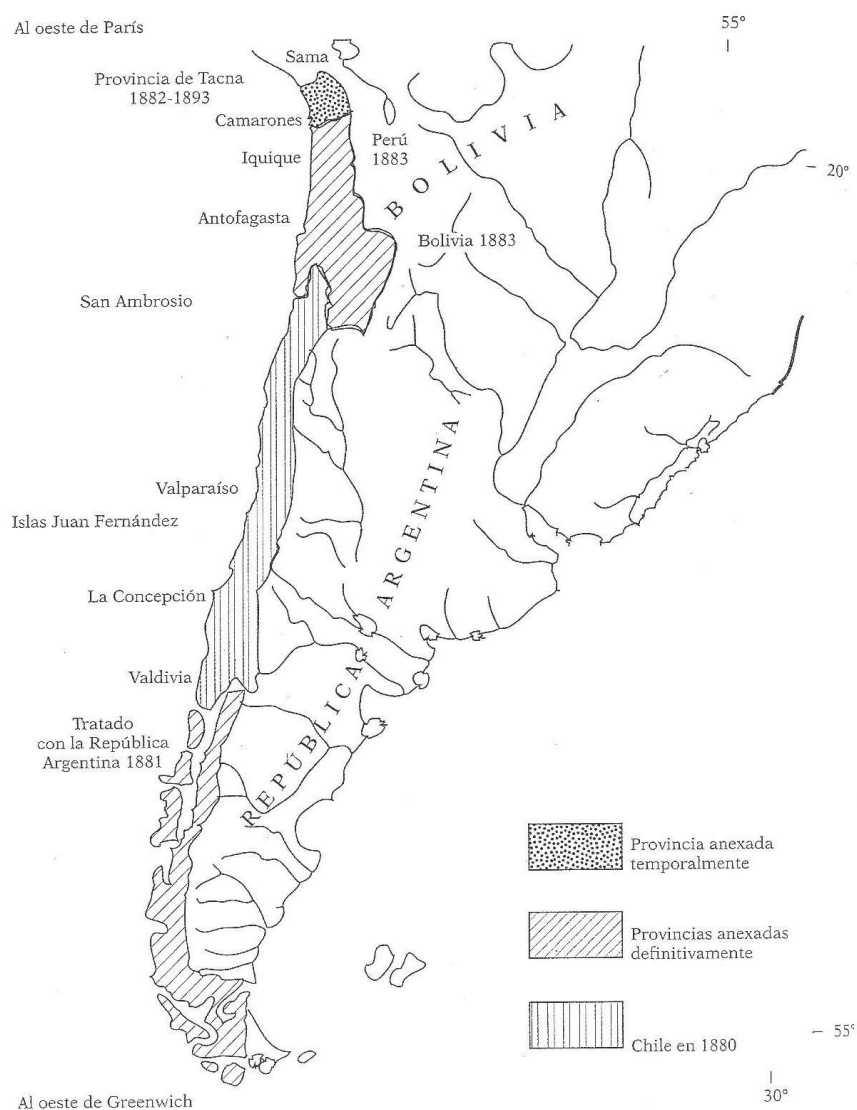 Al oeste de París
55°
Sama
Provincia de Tacna
1882-1893
Camarones
Perú
1883
BOLIVIA
Iquique
20°
Antofagasta
Bolivia 1883
San Ambrosio
ARGENTINA
Valparaíso
Islas Juan Fernández
La Concepción
Valdivia
REPÚBLICA
Tratado
con la República
Argentina 1881
Provincia anexada
temporalmente
Provincias anexadas
definitivamente
Chile en 1880
55°
30°
Al oeste de Greenwich